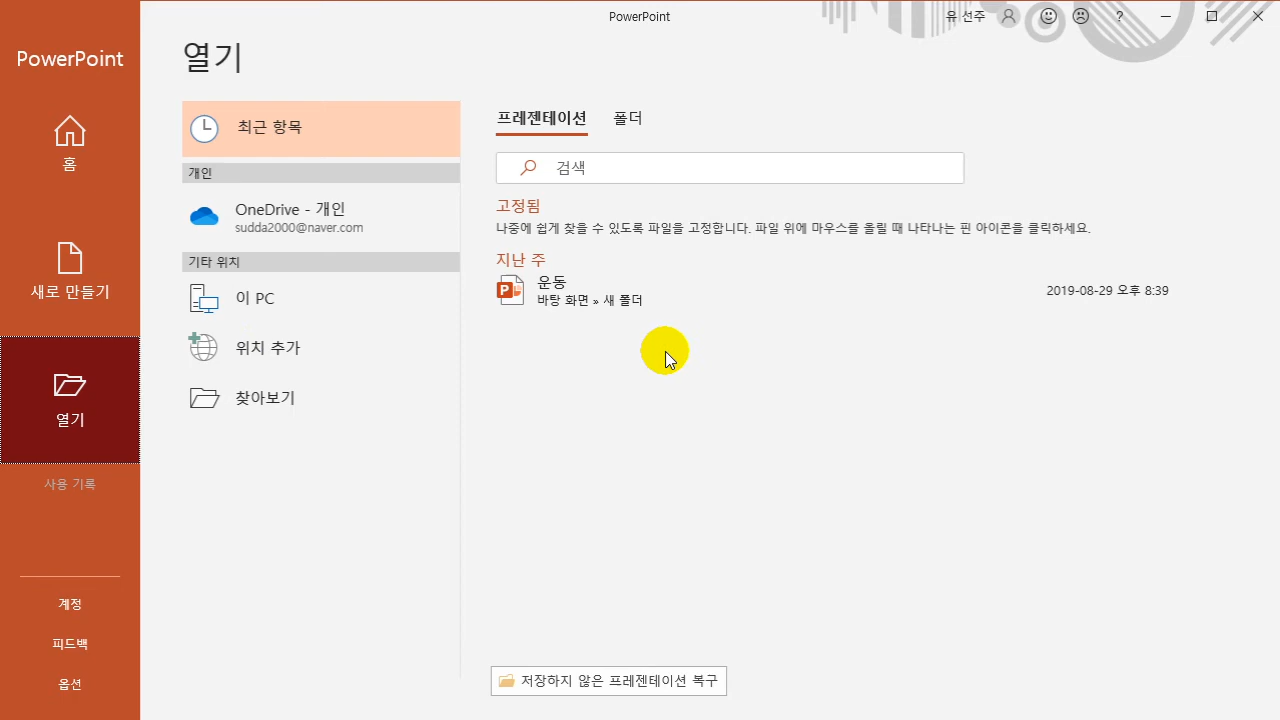 PowerPoint
유 선주
?
PowerPoint
홈
새로 만들기
열기
사용 기록
계정
피드백
옵션
열기
최근 항목
개인
OneDrive - 개인
sudda2000@naver.com
기타 위치
이 PC
위치 추가
찾아보기
프레젠테이션 폴더
검색
고정됨
나중에 쉽게 찾을 수 있도록 파일을 고정합니다. 파일 위에 마우스를 올릴 때 나타나는 핀 아이콘을 클릭하세요.
지난 주
운동
바탕 화면 » 새 폴더
2019-08-29 오후 8:39
저장하지 않은 프레젠테이션 복구